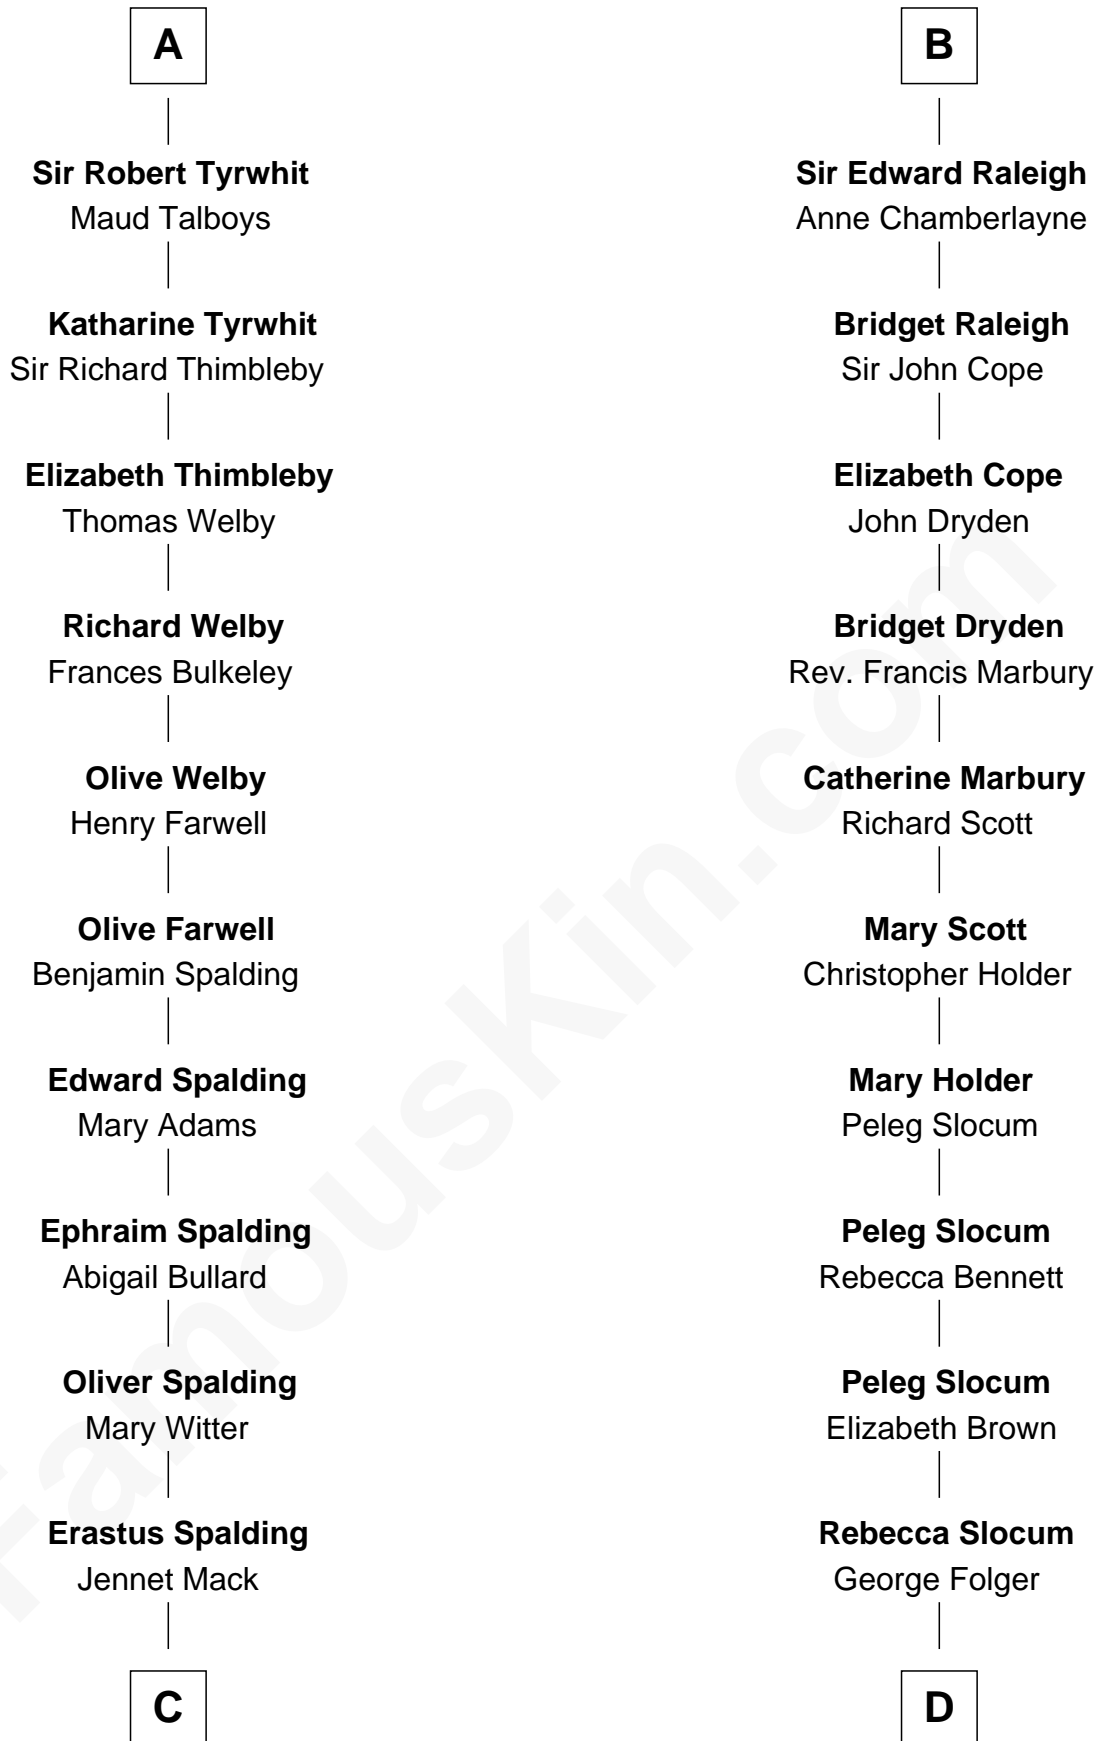 A
Sir Robert Tyrwhit
Maud Talboys
Katharine Tyrwhit
Sir Richard Thimbleby
Elizabeth Thimbleby
Thomas Welby
Richard Welby
Frances Bulkeley
Olive Welby
Henry Farwell
Olive Farwell
Benjamin Spalding
Edward Spalding
Mary Adams
Ephraim Spalding
Abigail Bullard
Oliver Spalding
Mary Witter
Erastus Spalding
Jennet Mack
C
B
Sir Edward Raleigh
Anne Chamberlayne
Bridget Raleigh
Sir John Cope
Elizabeth Cope
John Dryden
Bridget Dryden
Rev. Francis Marbury
Catherine Marbury
Richard Scott
Mary Scott
Christopher Holder
Mary Holder
Peleg Slocum
Peleg Slocum
Rebecca Bennett
Peleg Slocum
Elizabeth Brown
Rebecca Slocum
George Folger
D
FamousKin.com